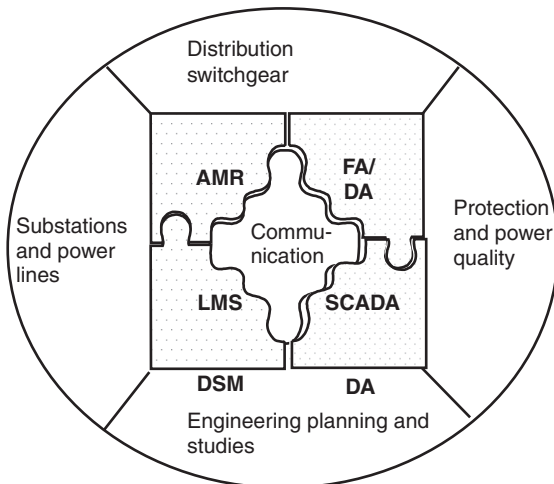 Distribution
switchgear
AMR
FA/
DA
Substations
and power
lines
Commu-
nication
Protection
and power
quality
LMS
SCADA
DSM
DA
Engineering planning and
studies